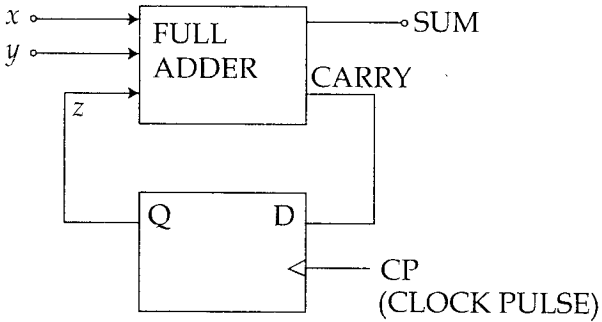 x
y
z
FULL
ADDER
SUM
CARRY
Q
D
CP
(CLOCK PULSE)